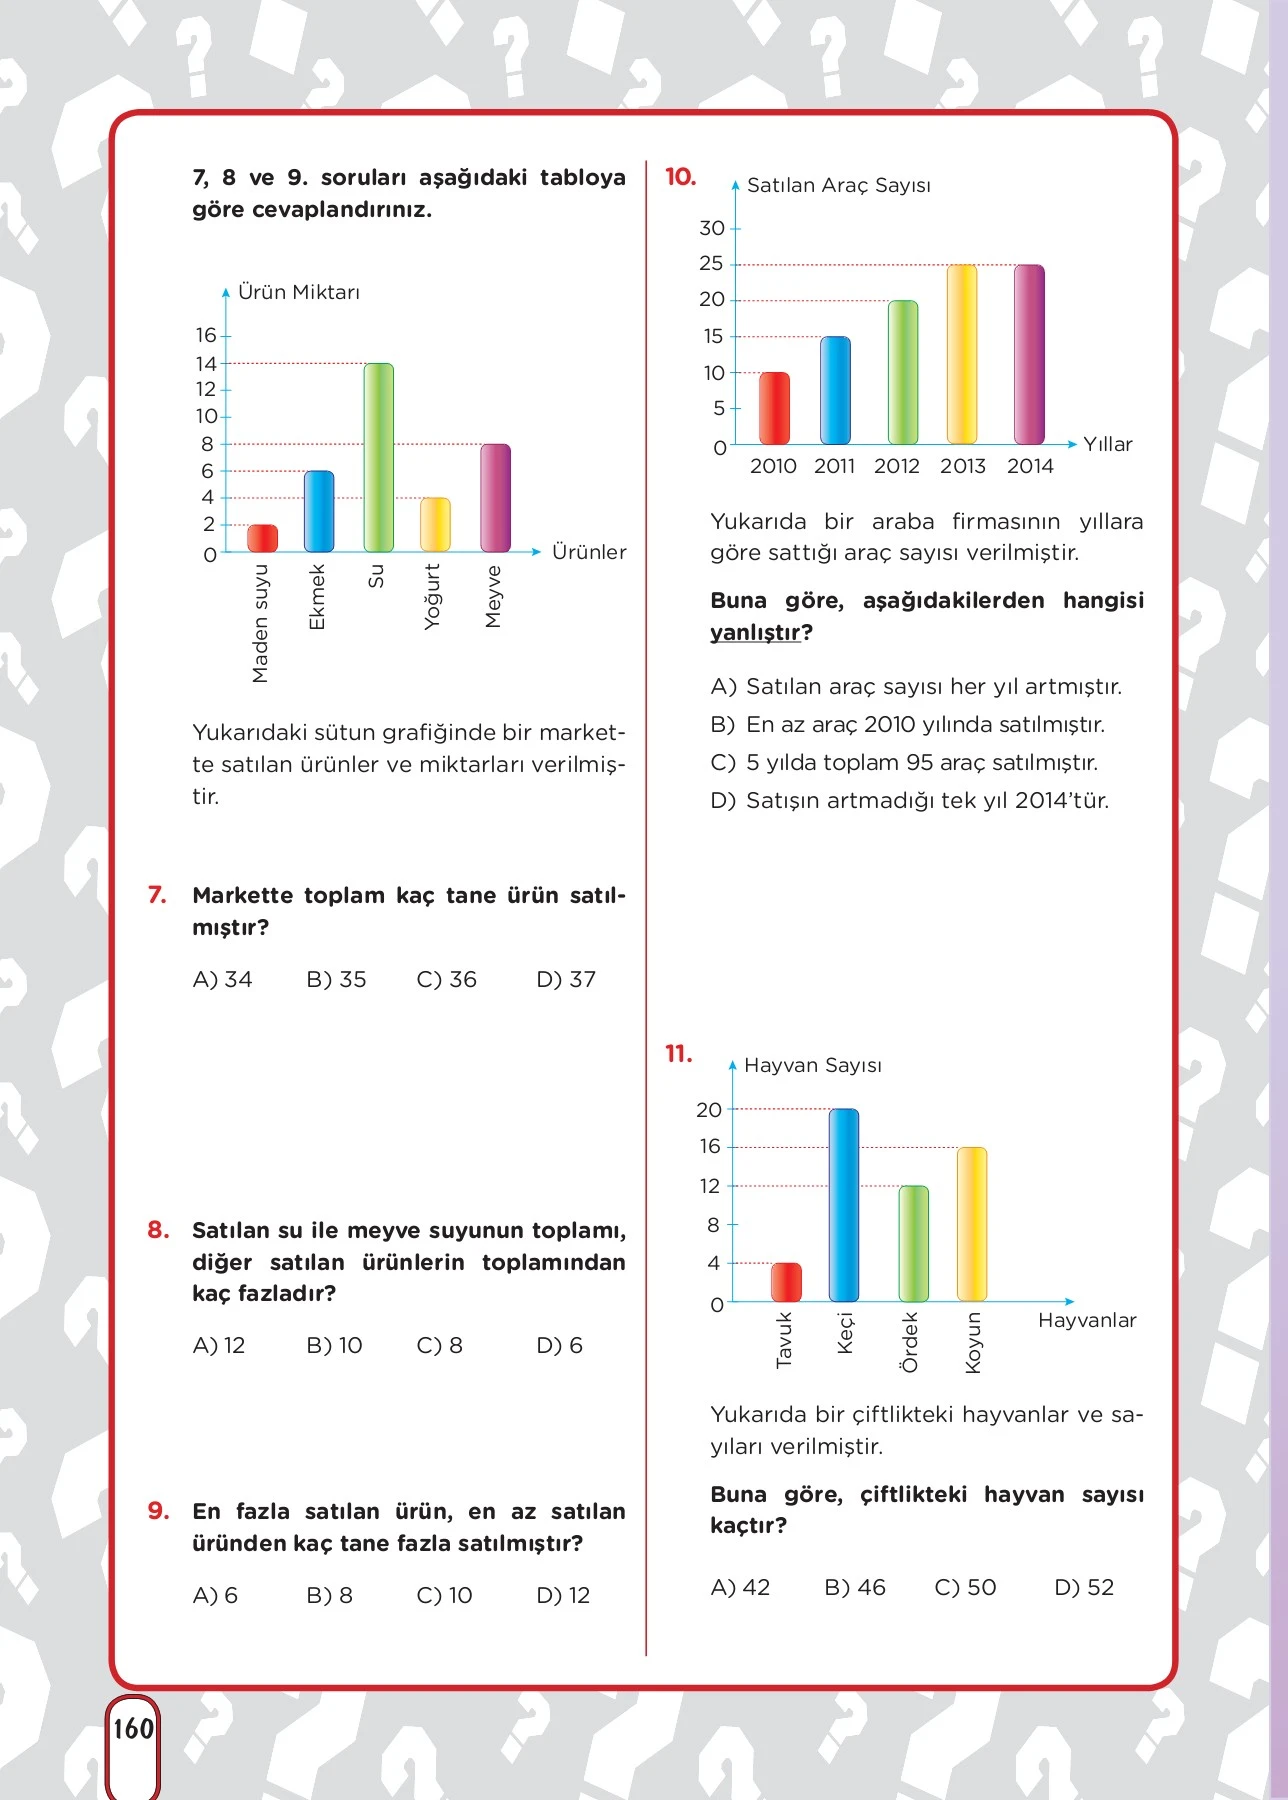 7, 8 ve 9. soruları aşağıdaki tabloya
göre cevaplandırınız.
Ürün Miktarı
16
14
12
10
8
6
4
2
0
Ürünler
Maden suyu
Ekmek
Su
Yoğurt
Meyve
Yukarıdaki sütun grafiğinde bir market-
te satılan ürünler ve miktarları verilmiş-
tir.
7. Markette toplam kaç tane ürün satıl-
mıştır?
A) 34 B) 35 C) 36 D) 37
8. Satılan su ile meyve suyunun toplamı,
diğer satılan ürünlerin toplamından
kaç fazladır?
A) 12 B) 10 C) 8 D) 6
9. En fazla satılan ürün, en az satılan
üründen kaç tane fazla satılmıştır?
A) 6 B) 8 C) 10 D) 12
10.
Satılan Araç Sayısı
30
25
20
15
10
5
0
Yıllar
2010 2011 2012 2013 2014
Yukarıda bir araba firmasının yıllara
göre sattığı araç sayısı verilmiştir.
Buna göre, aşağıdakilerden hangisi
yanlıştır?
A) Satılan araç sayısı her yıl artmıştır.
B) En az araç 2010 yılında satılmıştır.
C) 5 yılda toplam 95 araç satılmıştır.
D) Satışın artmadığı tek yıl 2014’tür.
11.
Hayvan Sayısı
20
16
12
8
4
0
Hayvanlar
Tavuk
Keçi
Ördek
Koyun
Yukarıda bir çiftlikteki hayvanlar ve sa-
yıları verilmiştir.
Buna göre, çiftlikteki hayvan sayısı
kaçtır?
A) 42 B) 46 C) 50 D) 52
160